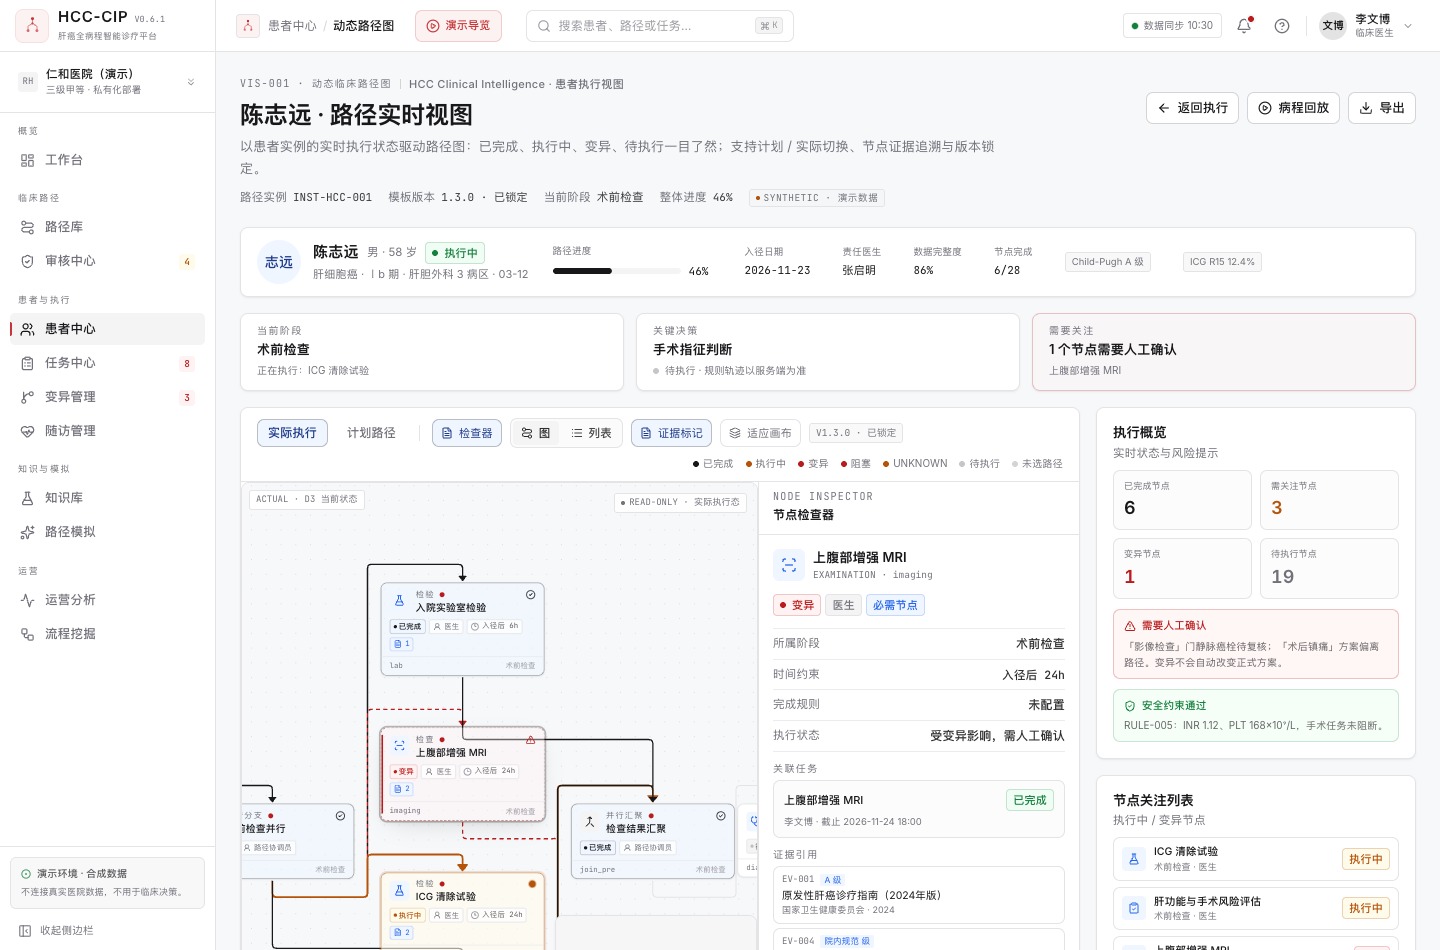 HCC-CIP V0.6.1
肝癌全病程智能诊疗平台
RH
仁和医院（演示）
三级甲等 · 私有化部署
概览
工作台
临床路径
路径库
审核中心 4
患者与执行
患者中心
任务中心 8
变异管理 3
随访管理
知识与模拟
知识库
路径模拟
运营
运营分析
流程挖掘
演示环境 · 合成数据
不连接真实医院数据，不用于临床决策。
收起侧边栏
患者中心 / 动态路径图
演示导览
搜索患者、路径或任务... ⌘ K
数据同步 10:30
文博
李文博
临床医生
VIS-001 · 动态临床路径图 | HCC Clinical Intelligence · 患者执行视图
陈志远 · 路径实时视图
以患者实例的实时执行状态驱动路径图：已完成、执行中、变异、待执行一目了然；支持计划 / 实际切换、节点证据追溯与版本锁
定。
路径实例 INST-HCC-001 模板版本 1.3.0 · 已锁定 当前阶段 术前检查 整体进度 46% SYNTHETIC · 演示数据
返回执行
病程回放
导出
志远
陈志远 男 · 58 岁 执行中
肝细胞癌 · Ⅰb 期 · 肝胆外科 3 病区 · 03-12
路径进度
46%
入径日期
2026-11-23
责任医生
张启明
数据完整度
86%
节点完成
6/28
Child-Pugh A 级
ICG R15 12.4%
当前阶段
术前检查
正在执行：ICG 清除试验
关键决策
手术指征判断
待执行 · 规则轨迹以服务端为准
需要关注
1 个节点需要人工确认
上腹部增强 MRI
实际执行 计划路径 检查器 图 列表 证据标记 适应画布 V1.3.0 · 已锁定
已完成 执行中 变异 阻塞 UNKNOWN 待执行 未选路径
ACTUAL · D3 当前状态
READ-ONLY · 实际执行态
检验
入院实验室检验
已完成 医生 入径后 6h
1
lab 术前检查
检查
上腹部增强 MRI
变异 医生 入径后 24h
2
imaging 术前检查
分支
前检查并行
路径协调员
术前检查
并行汇聚
检查结果汇聚
已完成 路径协调员
join_pre 术前检查
dia
检验
ICG 清除试验
执行中 医生 入径后 24h
2
NODE INSPECTOR
节点检查器
上腹部增强 MRI
EXAMINATION · imaging
变异 医生 必需节点
所属阶段 术前检查
时间约束 入径后 24h
完成规则 未配置
执行状态 受变异影响，需人工确认
关联任务
上腹部增强 MRI 已完成
李文博 · 截止 2026-11-24 18:00
证据引用
EV-001 A 级
原发性肝癌诊疗指南（2024年版）
国家卫生健康委员会 · 2024
EV-004 院内规范 级
执行概览
实时状态与风险提示
已完成节点
6
需关注节点
3
变异节点
1
待执行节点
19
需要人工确认
「影像检查」门静脉癌栓待复核；「术后镇痛」方案偏离
路径。变异不会自动改变正式方案。
安全约束通过
RULE-005：INR 1.12、PLT 168×10⁹/L，手术任务未阻断。
节点关注列表
执行中 / 变异节点
ICG 清除试验
术前检查 · 医生
执行中
肝功能与手术风险评估
术前检查 · 医生
执行中
上腹部增强 MRI